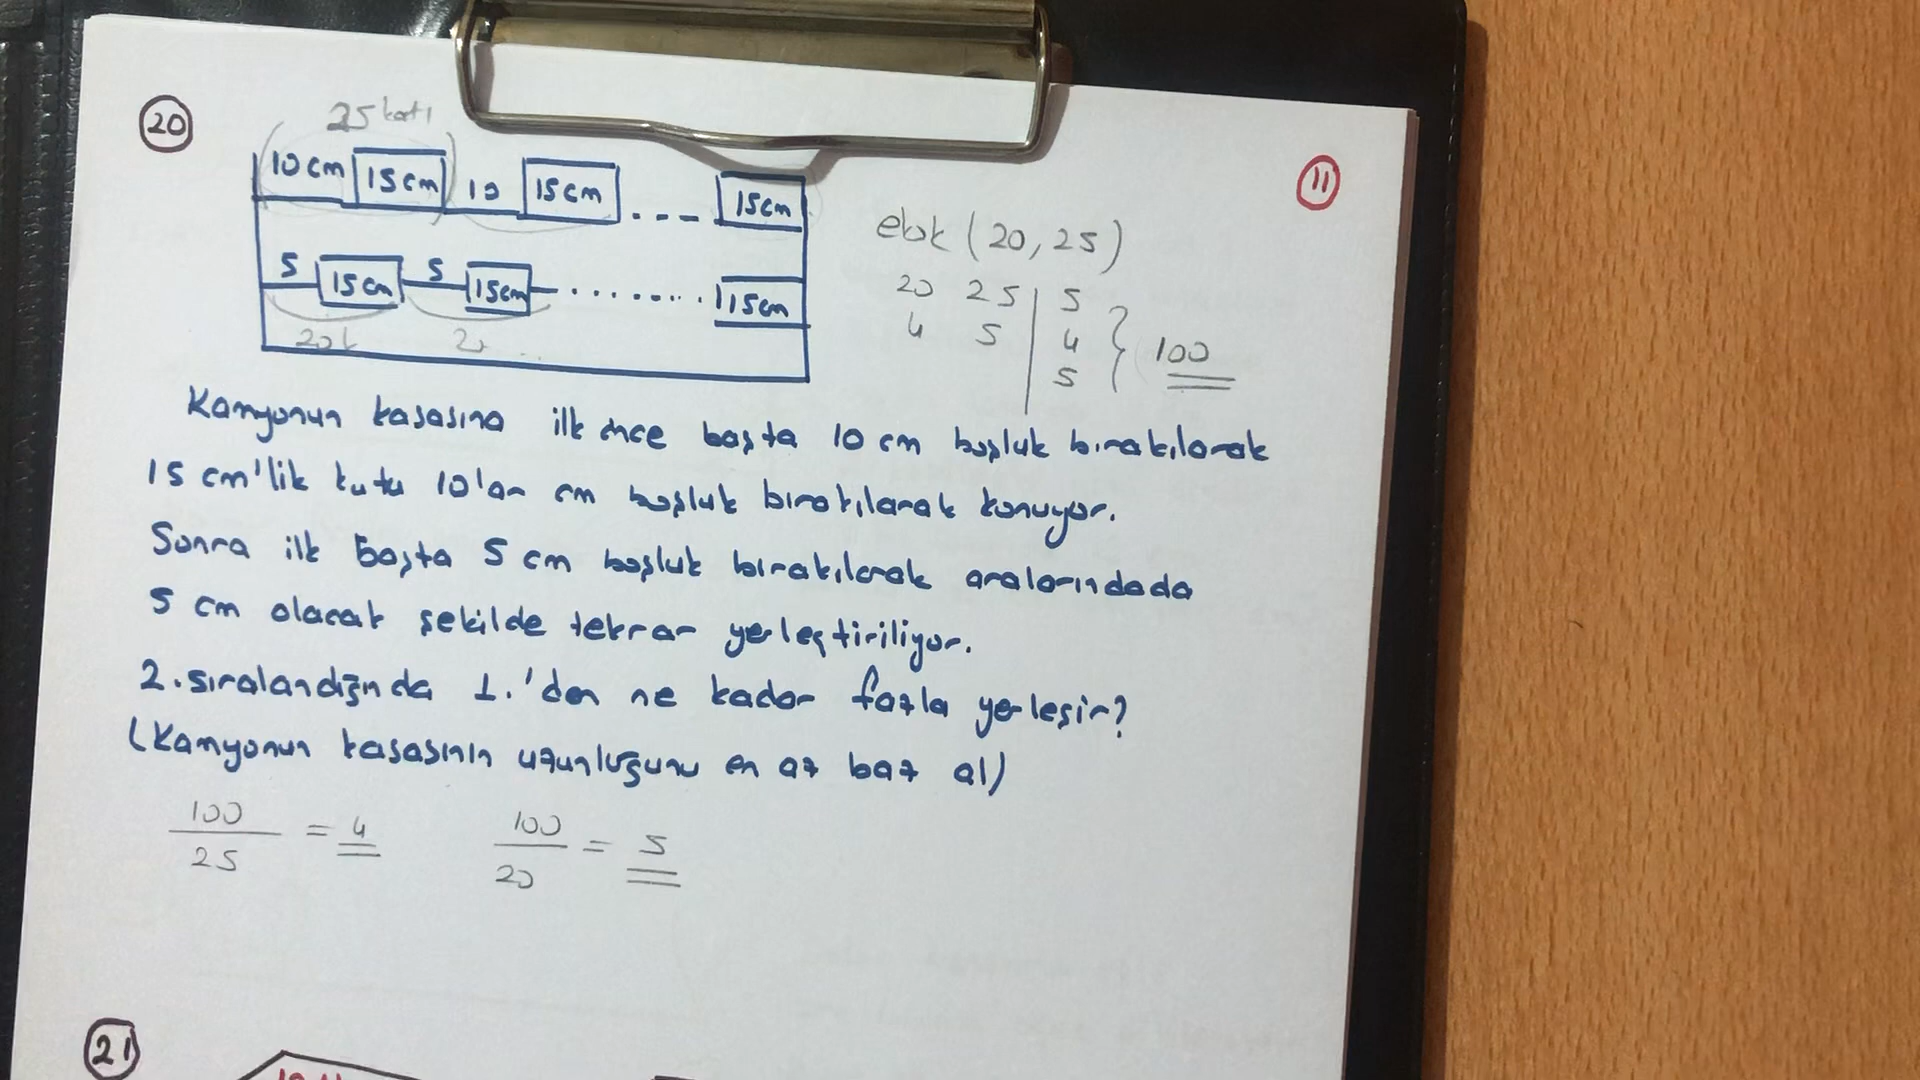 20
25 katı
11
10 cm 15 cm 10 15 cm ... 15 cm
5 15 cm 5 15 cm ........ 15 cm
20k 20 ..
ebok (20, 25)
20 25 | 5
4 5 | 4
5
100
Kamyonun kasasına ilk önce başta 10 cm boşluk bırakılarak
15 cm'lik kutu 10'ar cm boşluk bırakılarak konuyor.
Sonra ilk başta 5 cm boşluk bırakılarak aralarındada
5 cm olacak şekilde tekrar yerleştiriliyor.
2. sıralandığında 1.'den ne kadar fazla yerleşir?
(Kamyonun kasasının uzunluğunu en az baz al)
100/25 = 4 100/20 = 5
21